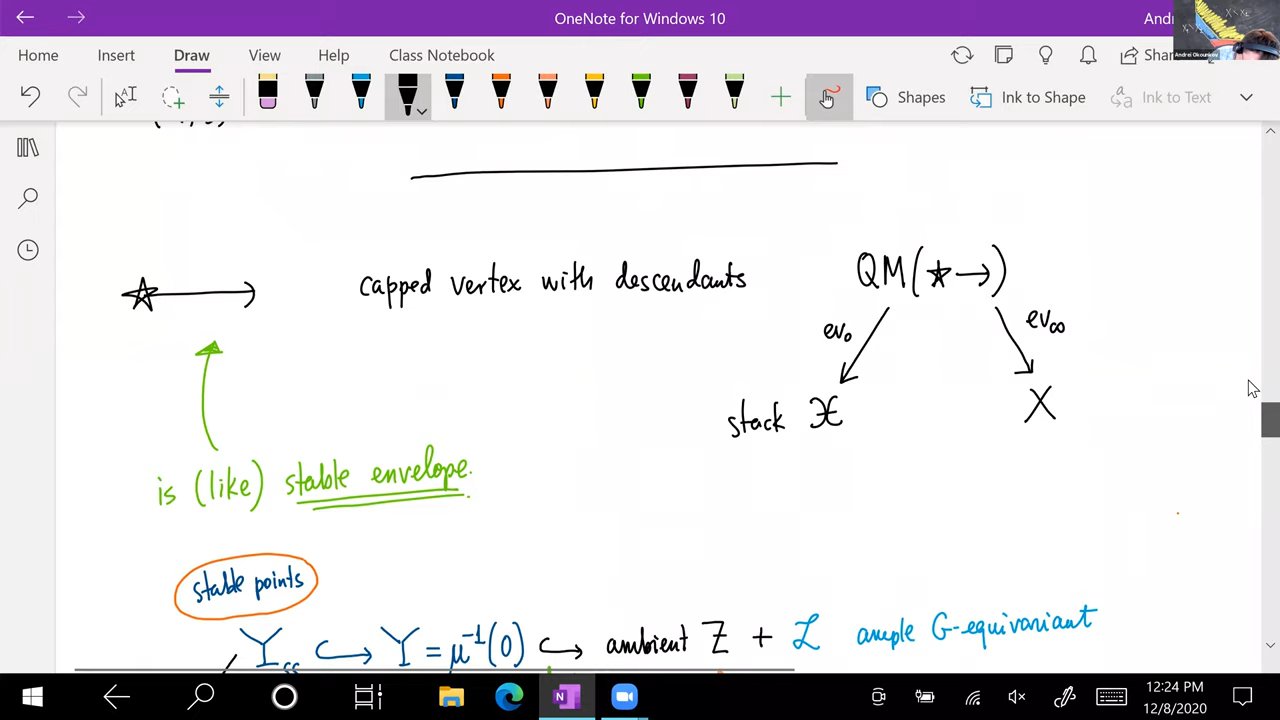 OneNote for Windows 10
Home Insert Draw View Help Class Notebook
Shapes Ink to Shape Ink to Text
Andrei Okounkov
capped vertex with descendants
QM(☆→)
ev₀ ev∞
stack 𝔛 X
is (like) stable envelope.
stable points
Y_ss ↪ Y = μ⁻¹(0) ↪ ambient Z + ℒ ample G-equivariant
12:24 PM
12/8/2020